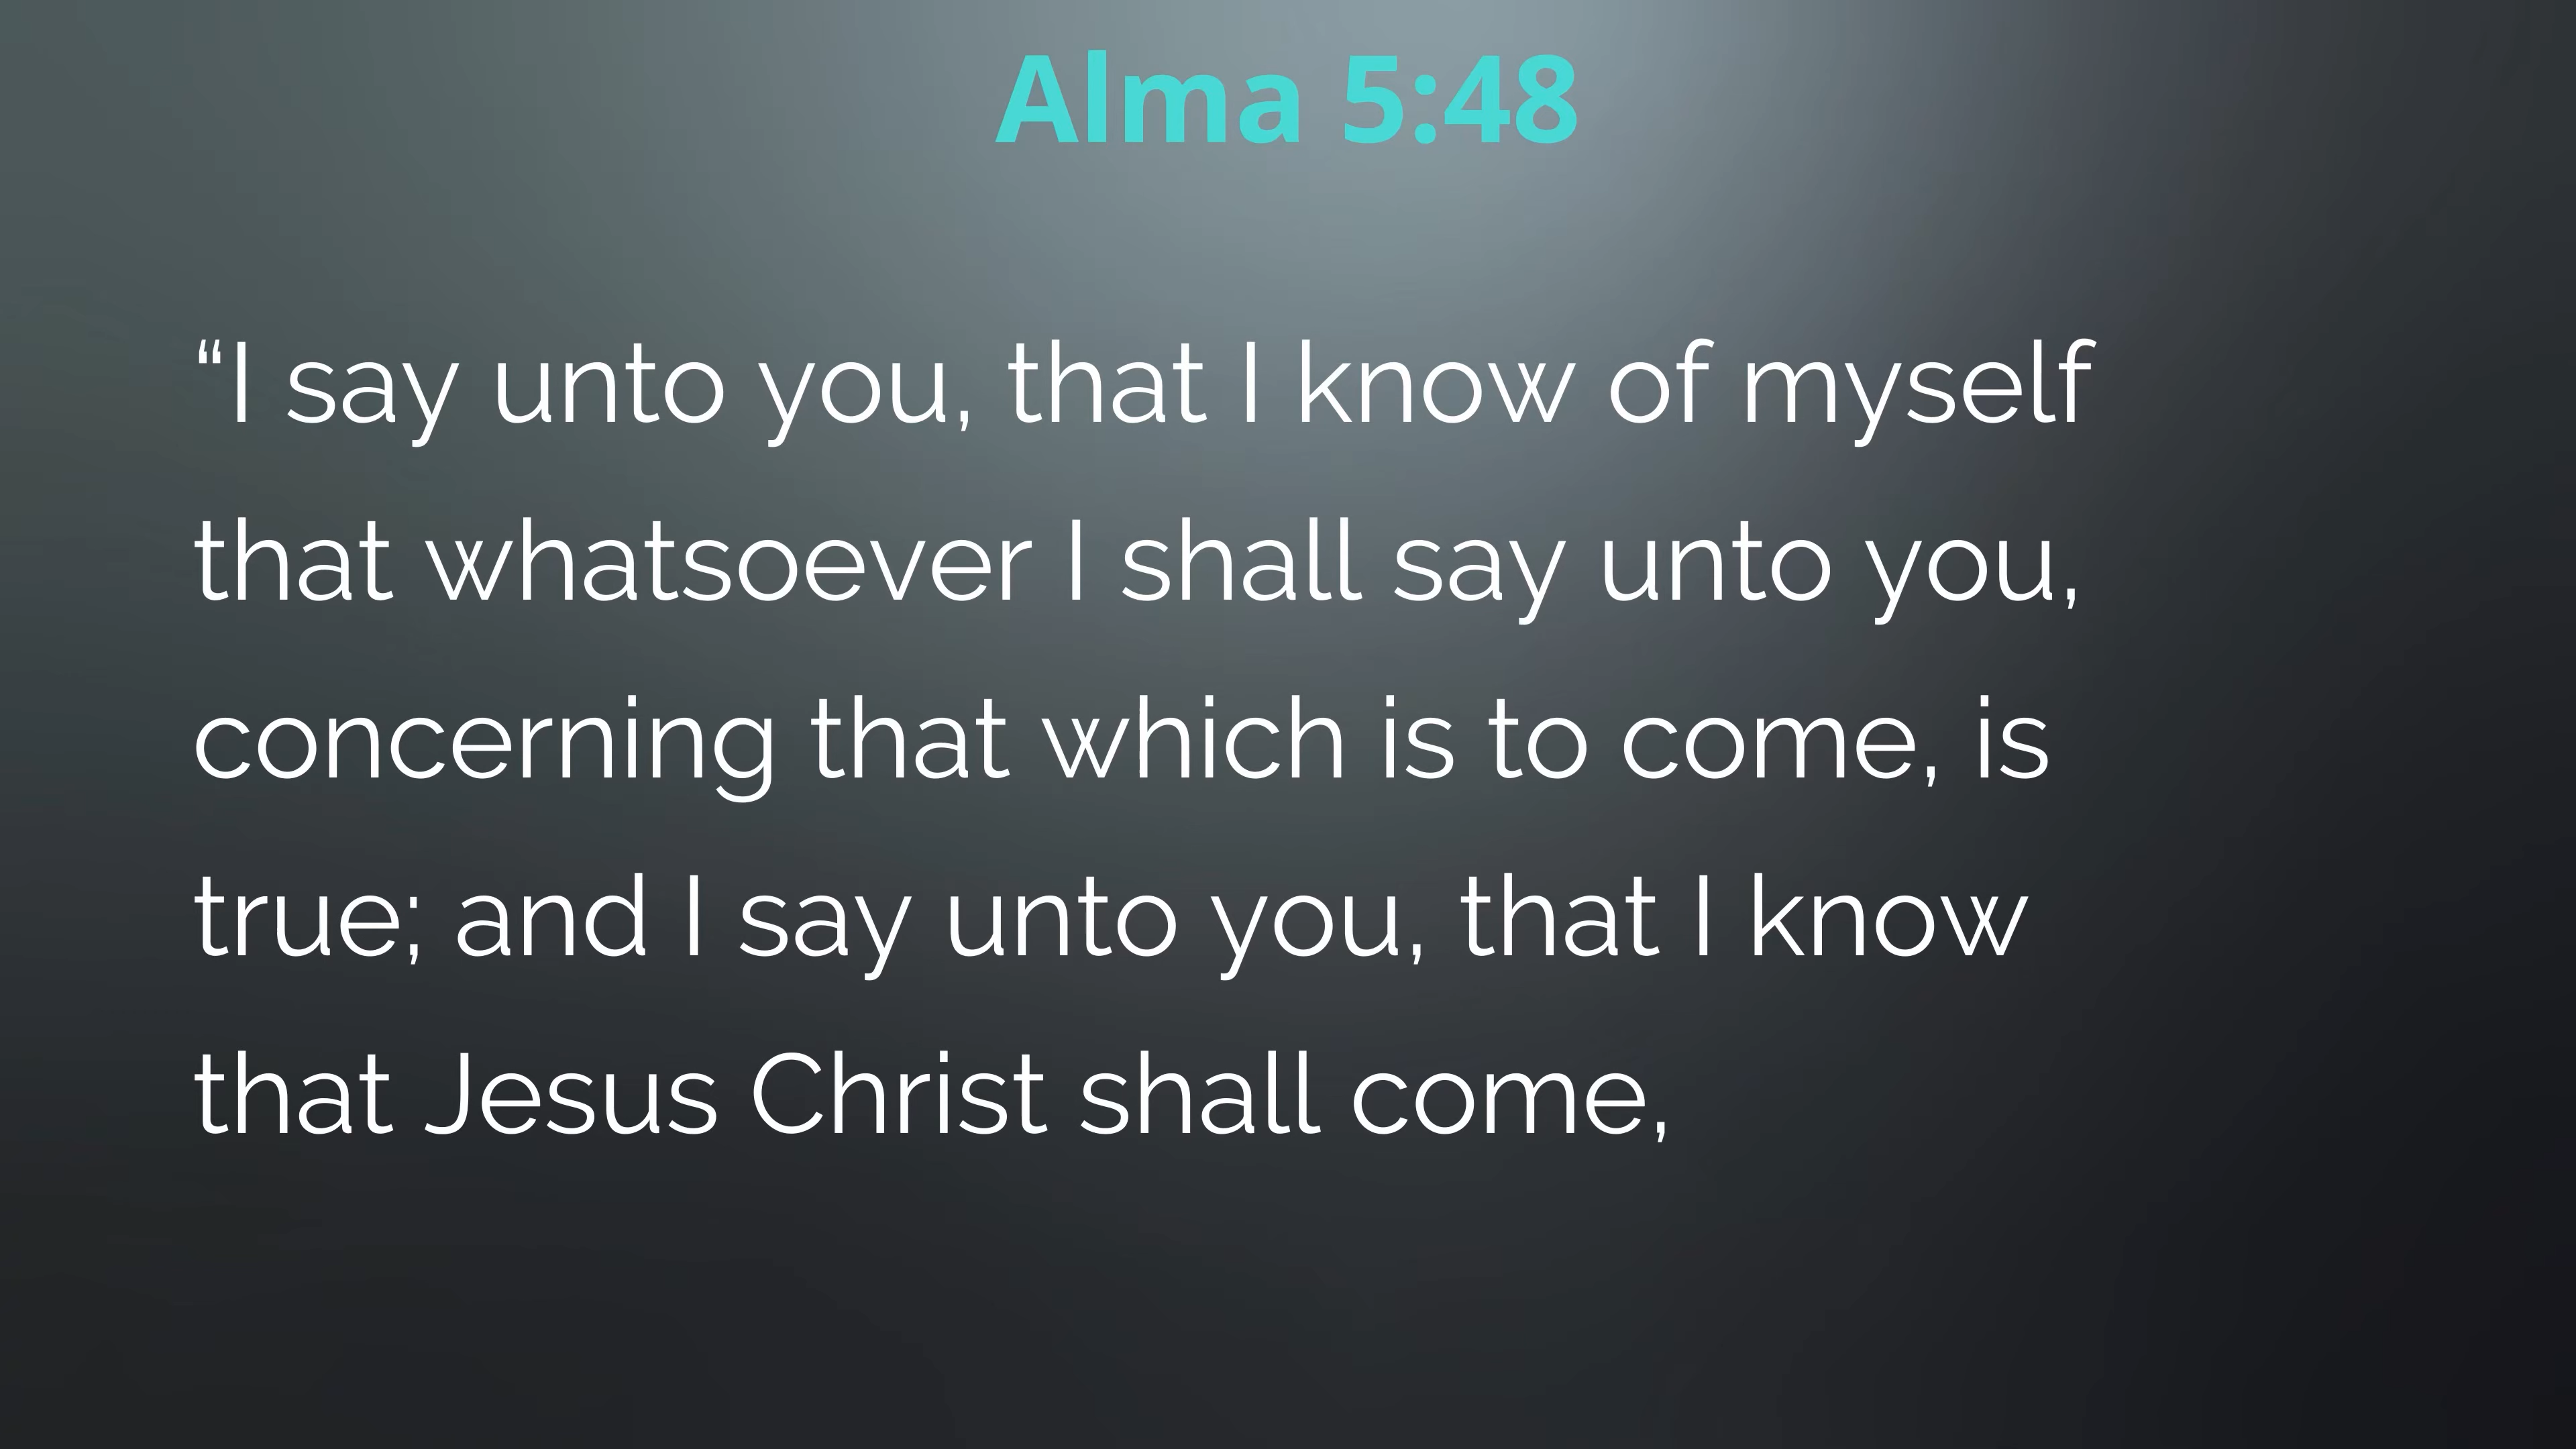 Alma 5:48
“I say unto you, that I know of myself
that whatsoever I shall say unto you,
concerning that which is to come, is
true; and I say unto you, that I know
that Jesus Christ shall come,